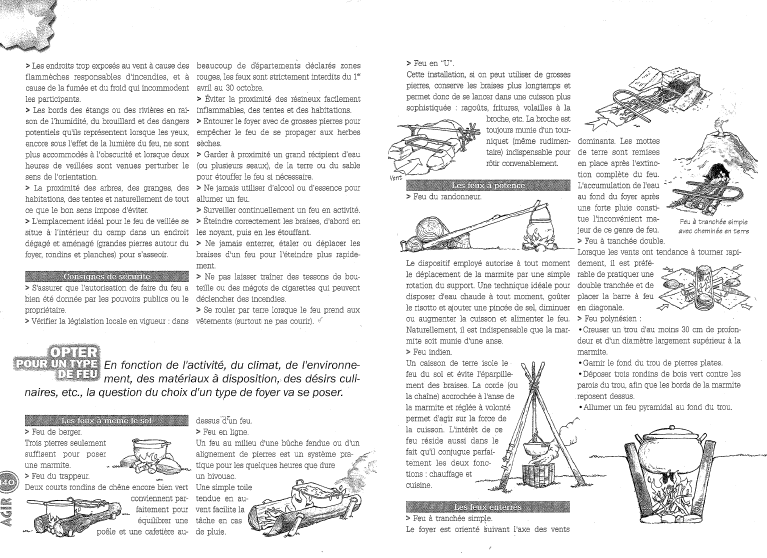 > Les endroits trop exposés au vent à cause des
flammèches responsables d'incendies, et à
cause de la fumée et du froid qui incommodent
les participants.
> Les bords des étangs ou des rivières en rai-
son de l'humidité, du brouillard et des dangers
potentiels qu'ils représentent lorsque les yeux,
encore sous l'effet de la lumière du feu, ne sont
plus accommodés à l'obscurité et lorsque deux
heures de veillées sont venues perturber le
sens de l'orientation.
> La proximité des arbres, des granges, des
habitations, des tentes et naturellement de tout
ce que le bon sens impose d'éviter.
> L'emplacement idéal pour le feu de veillée se
situe à l'intérieur du camp dans un endroit
dégagé et aménagé (grandes pierres autour du
foyer, rondins et planches) pour s'asseoir.
Consignes de sécurité
> S'assurer que l'autorisation de faire du feu a
bien été donnée par les pouvoirs publics ou le
propriétaire.
> Vérifier la législation locale en vigueur : dans
beaucoup de départements déclarés zones
rouges, les feux sont strictement interdits du 1er
avril au 30 octobre.
> Éviter la proximité des résineux facilement
inflammables, des tentes et des habitations.
> Entourer le foyer avec de grosses pierres pour
empêcher le feu de se propager aux herbes
sèches.
> Garder à proximité un grand récipient d'eau
(ou plusieurs seaux), de la terre ou du sable
pour étouffer le feu si nécessaire.
> Ne jamais utiliser d'alcool ou d'essence pour
allumer un feu.
> Surveiller continuellement un feu en activité.
> Éteindre correctement les braises, d'abord en
les noyant, puis en les étouffant.
> Ne jamais enterrer, étaler ou déplacer les
braises d'un feu pour l'éteindre plus rapide-
ment.
> Ne pas laisser traîner des tessons de bou-
teille ou des mégots de cigarettes qui peuvent
déclencher des incendies.
> Se rouler par terre lorsque le feu prend aux
vêtements (surtout ne pas courir).
OPTER
POUR UN TYPE
DE FEU
En fonction de l'activité, du climat, de l'environne-
ment, des matériaux à disposition, des désirs culi-
naires, etc., la question du choix d'un type de foyer va se poser.
Les feux à même le sol
> Feu de berger.
Trois pierres seulement
suffisent pour poser
une marmite.
> Feu du trappeur.
Deux courts rondins de chêne encore bien vert
conviennent par-
faitement pour
équilibrer une
poêle et une cafetière au-
dessus d'un feu.
> Feu en ligne.
Un feu au milieu d'une bûche fendue ou d'un
alignement de pierres est un système pra-
tique pour les quelques heures que dure
un bivouac.
Une simple toile
tendue en au-
vent facilite la
tâche en cas
de pluie.
AGIR
140
> Feu en "U".
Cette installation, si on peut utiliser de grosses
pierres, conserve les braises plus longtemps et
permet donc de se lancer dans une cuisson plus
sophistiquée : ragoûts, fritures, volailles à la
broche, etc. La broche est
toujours munie d'un tour-
niquet (même rudimen-
taire) indispensable pour
rôtir convenablement.
Vent
Les feux à potence
> Feu du randonneur.
Le dispositif employé autorise à tout moment
le déplacement de la marmite par une simple
rotation du support. Une technique idéale pour
disposer d'eau chaude à tout moment, goûter
le risotto et ajouter une pincée de sel, diminuer
ou augmenter la cuisson et alimenter le feu.
Naturellement, il est indispensable que la mar-
mite soit munie d'une anse.
> Feu indien.
Un caisson de terre isole le
feu du sol et évite l'éparpille-
ment des braises. La corde (ou
la chaîne) accrochée à l'anse de
la marmite et réglée à volonté
permet d'agir sur la force de
la cuisson. L'intérêt de ce
feu réside aussi dans le
fait qu'il conjugue parfai-
tement les deux fonc-
tions : chauffage et
cuisine.
Les feux enterrés
> Feu à tranchée simple.
Le foyer est orienté suivant l'axe des vents
dominants. Les mottes
de terre sont remises
en place après l'extinc-
tion complète du feu.
L'accumulation de l'eau
au fond du foyer après
une forte pluie consti-
tue l'inconvénient ma-
jeur de ce genre de feu.
> Feu à tranchée double.
Lorsque les vents ont tendance à tourner rapi-
dement, il est préfé-
rable de pratiquer une
double tranchée et de
placer la barre à feu
en diagonale.
> Feu polynésien :
• Creuser un trou d'au moins 30 cm de profon-
deur et d'un diamètre largement supérieur à la
marmite.
• Garnir le fond du trou de pierres plates.
• Déposer trois rondins de bois vert contre les
parois du trou, afin que les bords de la marmite
reposent dessus.
• Allumer un feu pyramidal au fond du trou.
Feu à tranchée simple
avec cheminée en terre